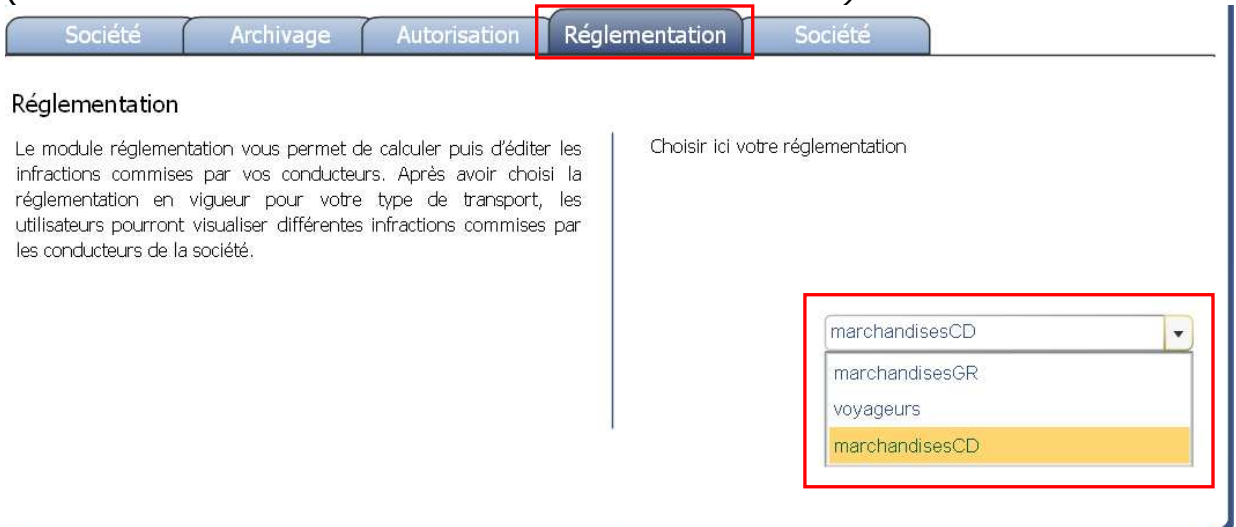 Société Archivage Autorisation Réglementation Société
Réglementation
Le module réglementation vous permet de calculer puis d'éditer les
infractions commises par vos conducteurs. Après avoir choisi la
réglementation en vigueur pour votre type de transport, les
utilisateurs pourront visualiser différentes infractions commises par
les conducteurs de la société.
Choisir ici votre réglementation
marchandisesCD
marchandisesGR
voyageurs
marchandisesCD